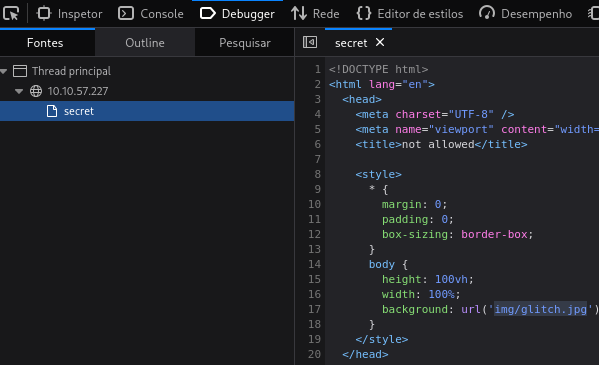 Inspetor Console Debugger Rede Editor de estilos Desempenho
Fontes Outline Pesquisar
Thread principal
10.10.57.227
secret
secret
1 <!DOCTYPE html>
2 <html lang="en">
3 <head>
4 <meta charset="UTF-8" />
5 <meta name="viewport" content="width=
6 <title>not allowed</title>
7
8 <style>
9 * {
10 margin: 0;
11 padding: 0;
12 box-sizing: border-box;
13 }
14 body {
15 height: 100vh;
16 width: 100%;
17 background: url('img/glitch.jpg')
18 }
19 </style>
20 </head>